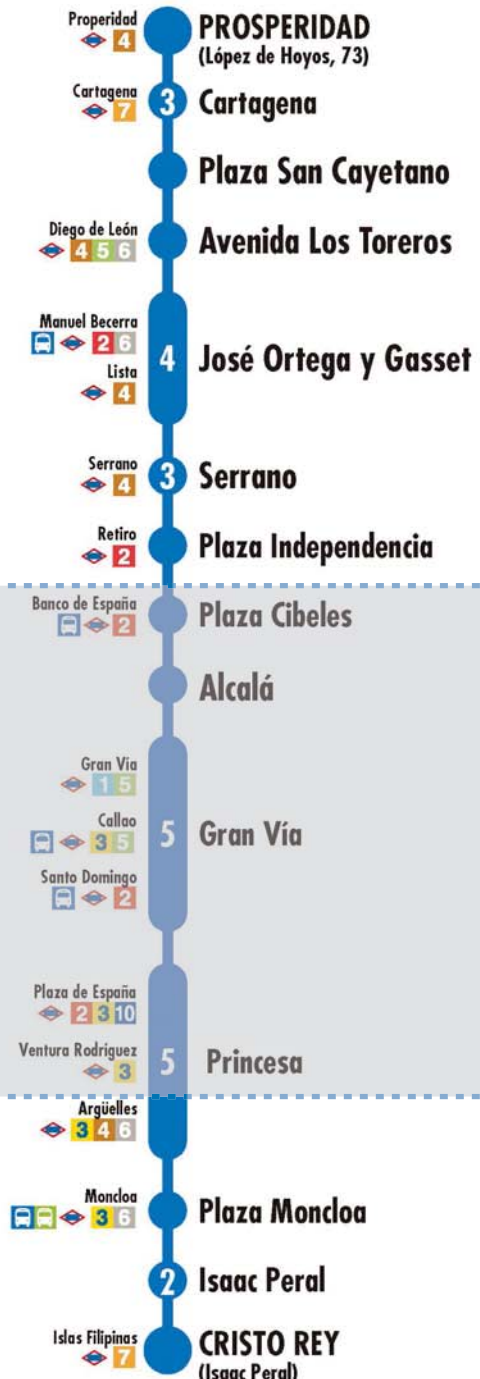 Properidad
4
PROSPERIDAD
(López de Hoyos, 73)
Cartagena
7
3
Cartagena
Plaza San Cayetano
Diego de León
4 5 6
Avenida Los Toreros
Manuel Becerra
2 6
Lista
4
4
José Ortega y Gasset
Serrano
4
3
Serrano
Retiro
2
Plaza Independencia
Banco de España
2
Plaza Cibeles
Alcalá
Gran Via
1 5
Callao
3 5
Santo Domingo
2
5
Gran Vía
Plaza de España
2 3 10
Ventura Rodríguez
3
5
Princesa
Argüelles
3 4 6
Moncloa
3 6
Plaza Moncloa
2
Isaac Peral
Islas Filipinas
7
CRISTO REY
(Isaac Peral)